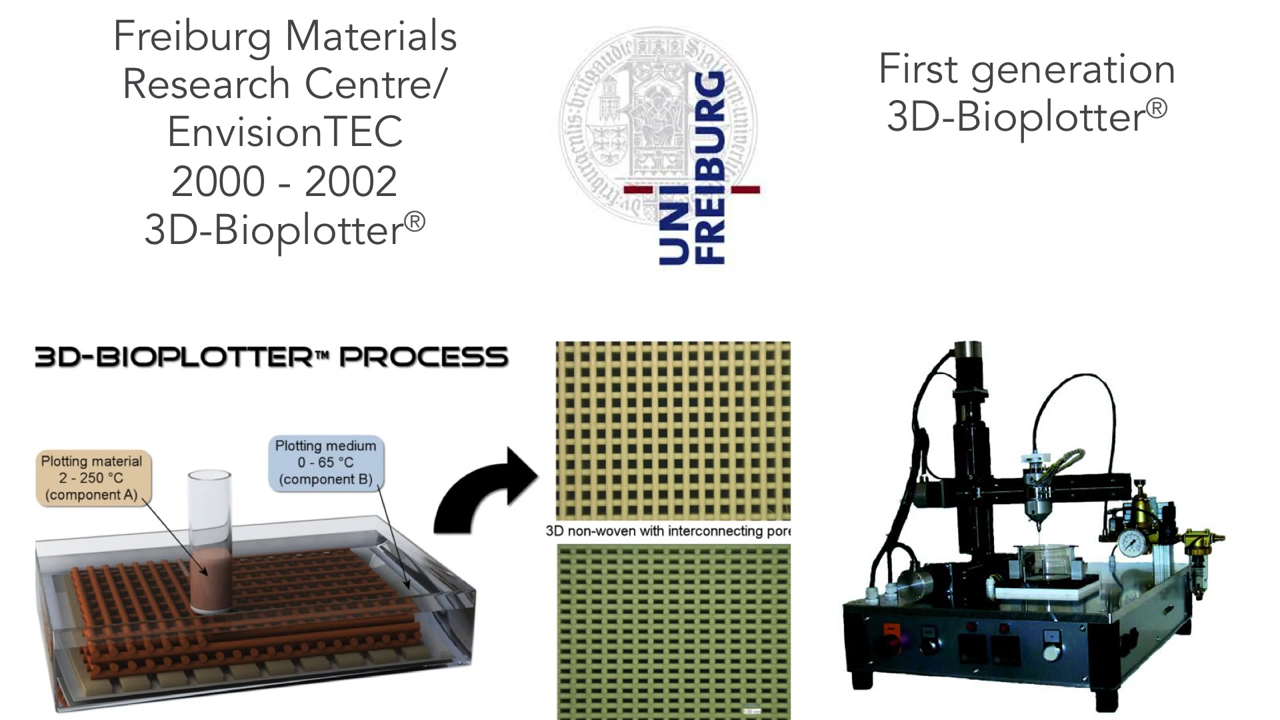 Freiburg Materials
Research Centre/
EnvisionTEC
2000 - 2002
3D-Bioplotter®
UNI
FREIBURG
First generation
3D-Bioplotter®
3D-BIOPLOTTER™ PROCESS
Plotting material
2 - 250 °C
(component A)
Plotting medium
0 - 65 °C
(component B)
3D non-woven with interconnecting pore